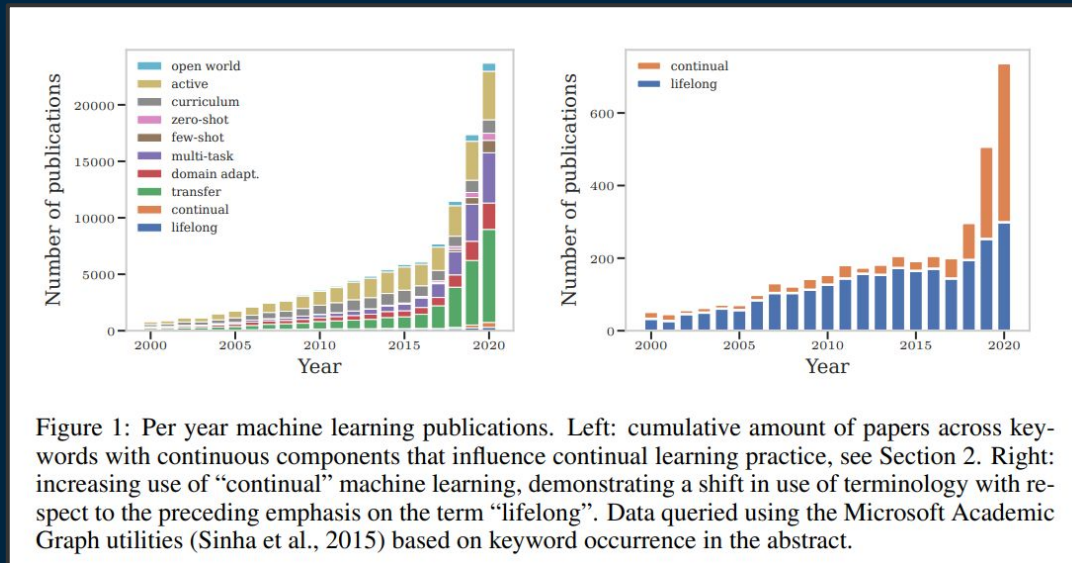 Number of publications
20000
15000
10000
5000
0
open world
active
curriculum
zero-shot
few-shot
multi-task
domain adapt.
transfer
continual
lifelong
2000 2005 2010 2015 2020
Year
Number of publications
600
400
200
0
continual
lifelong
2000 2005 2010 2015 2020
Year
Figure 1: Per year machine learning publications. Left: cumulative amount of papers across key-
words with continuous components that influence continual learning practice, see Section 2. Right:
increasing use of “continual” machine learning, demonstrating a shift in use of terminology with re-
spect to the preceding emphasis on the term “lifelong”. Data queried using the Microsoft Academic
Graph utilities (Sinha et al., 2015) based on keyword occurrence in the abstract.